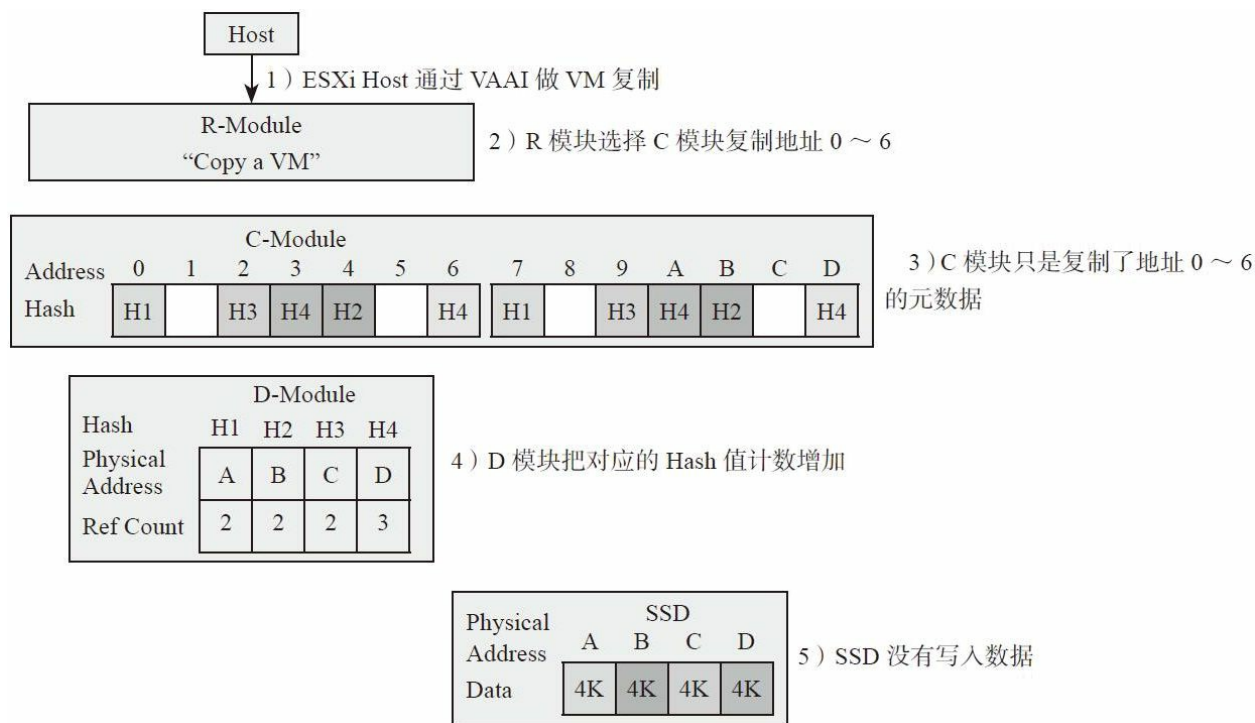 Host
1）ESXi Host 通过 VAAI 做 VM 复制
R-Module
“Copy a VM”
2）R 模块选择 C 模块复制地址 0～6
C-Module
Address 0 1 2 3 4 5 6 7 8 9 A B C D
Hash H1 H3 H4 H2 H4 H1 H3 H4 H2 H4
3）C 模块只是复制了地址 0～6
的元数据
D-Module
Hash H1 H2 H3 H4
Physical
Address A B C D
Ref Count 2 2 2 3
4）D 模块把对应的 Hash 值计数增加
SSD
Physical
Address A B C D
Data 4K 4K 4K 4K
5）SSD 没有写入数据